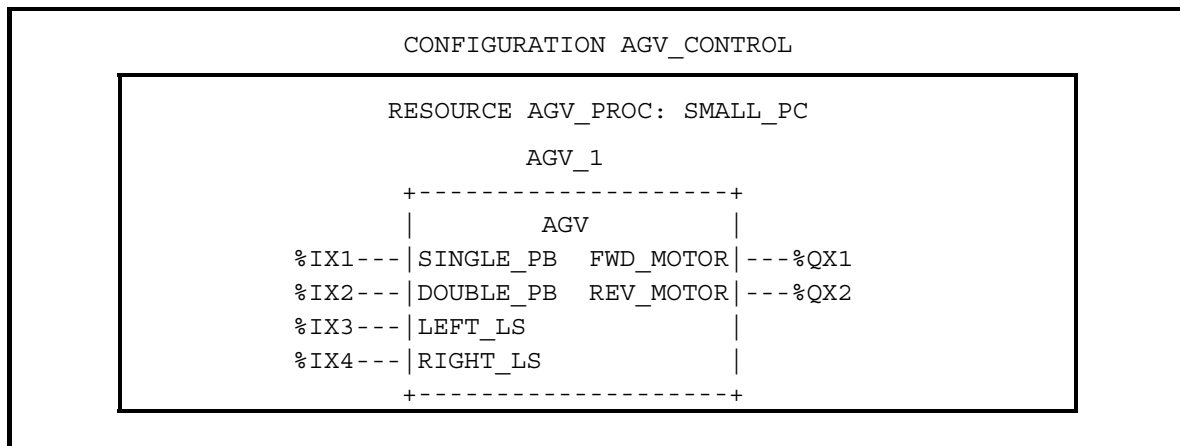 CONFIGURATION AGV_CONTROL
RESOURCE AGV_PROC: SMALL_PC
AGV_1
+--------------------+
| AGV |
%IX1---|SINGLE_PB FWD_MOTOR|---%QX1
%IX2---|DOUBLE_PB REV_MOTOR|---%QX2
%IX3---|LEFT_LS |
%IX4---|RIGHT_LS |
+--------------------+